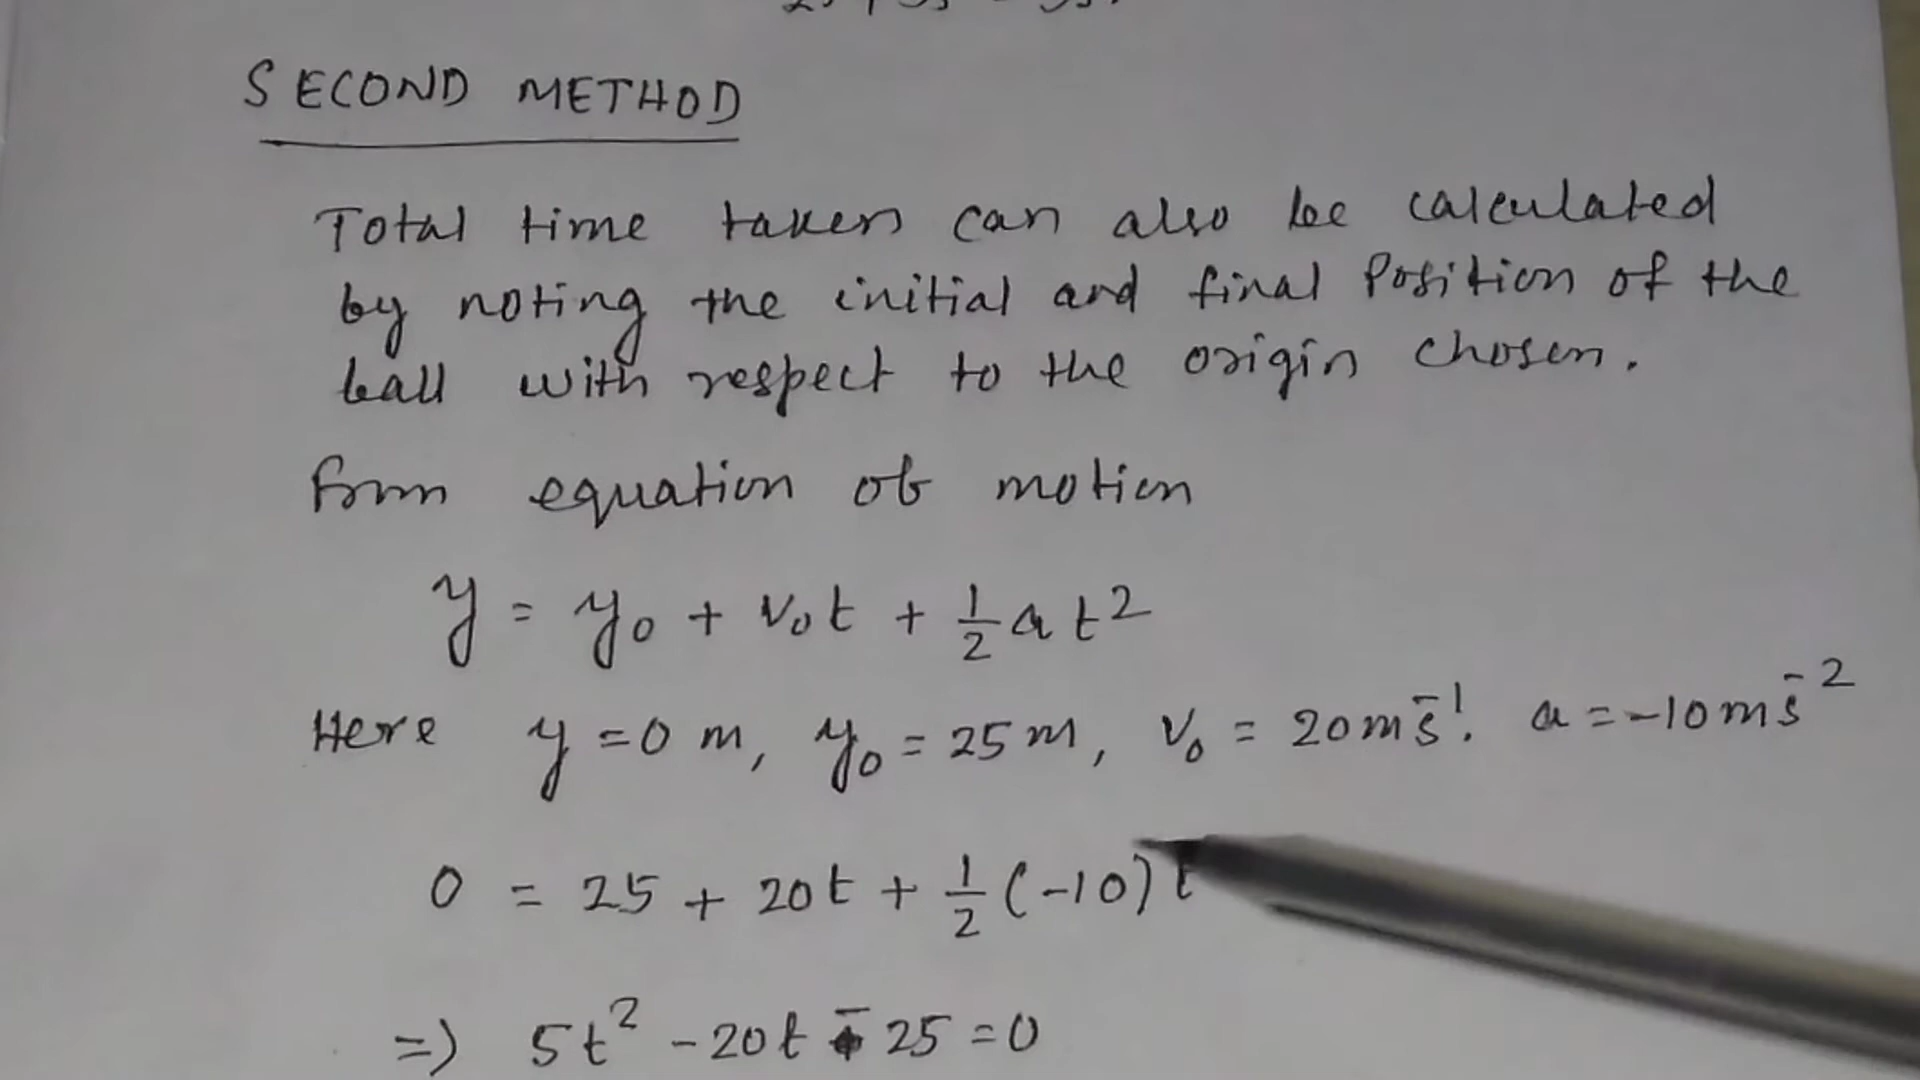 SECOND METHOD
Total time taken can also be calculated
by noting the initial and final Position of the
ball with respect to the origin chosen.
from equation of motion
y = y₀ + v₀t + ½at²
Here y = 0 m, y₀ = 25 m, v₀ = 20 m s⁻¹. a = -10 m s⁻²
0 = 25 + 20t + ½(-10)t
=> 5t² - 20t - 25 = 0